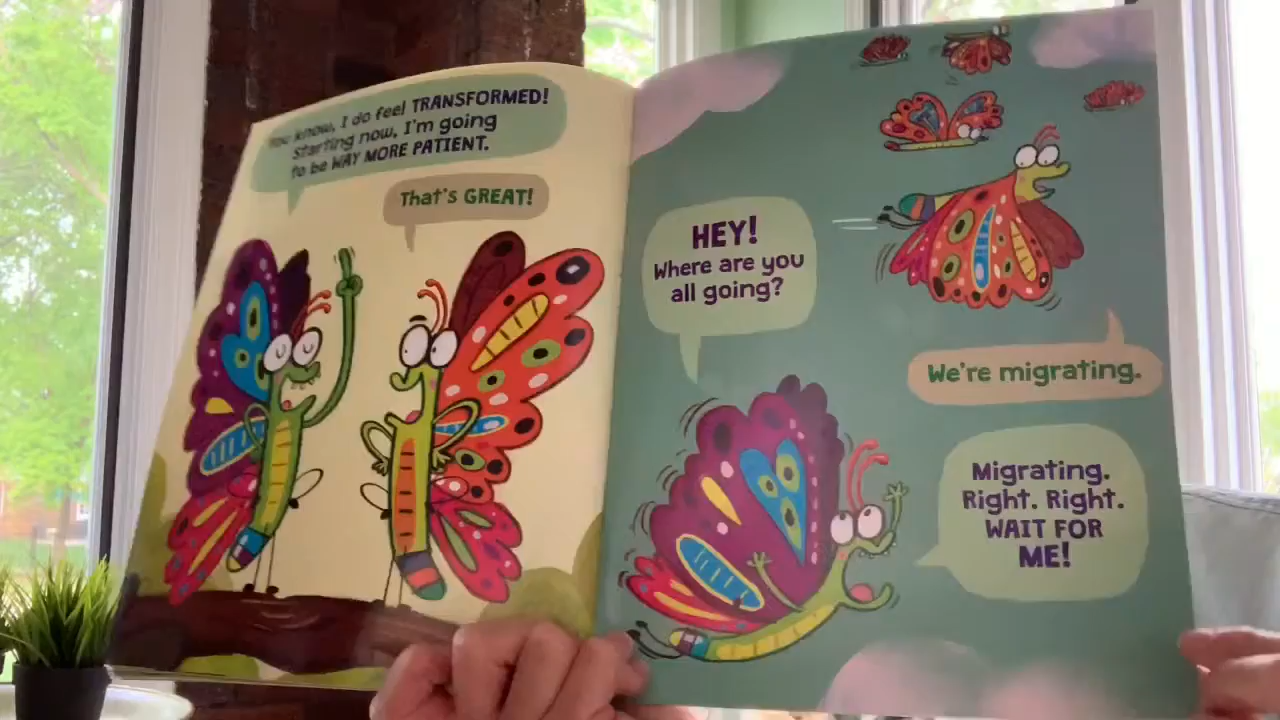 You know, I do feel TRANSFORMED!
Starting now, I'm going
to be WAY MORE PATIENT.
That's GREAT!
HEY!
Where are you
all going?
We're migrating.
Migrating.
Right. Right.
WAIT FOR
ME!